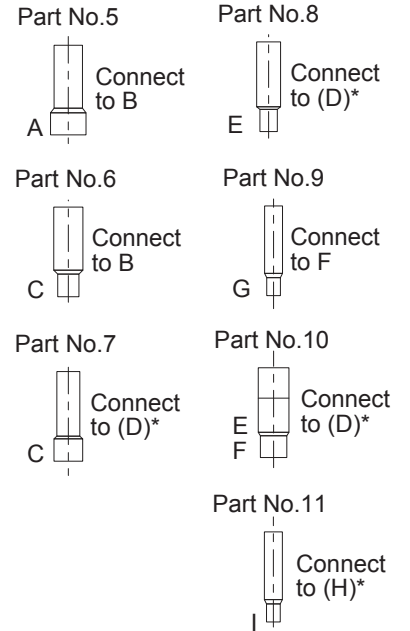 Part No.5
Connect
to B
A
Part No.6
Connect
to B
C
Part No.7
Connect
to (D)*
C
Part No.8
Connect
to (D)*
E
Part No.9
Connect
to F
G
Part No.10
Connect
to (D)*
E
F
Part No.11
Connect
to (H)*
I